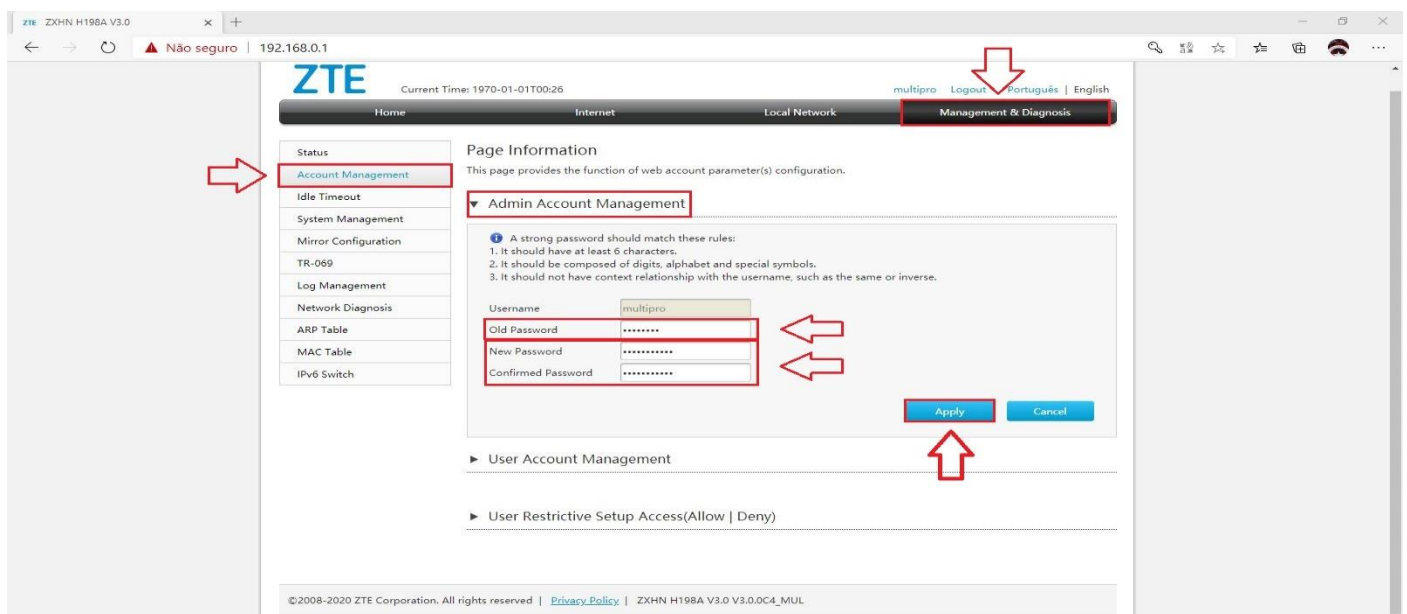 ZTE ZXHN H198A V3.0
Não seguro | 192.168.0.1
ZTE
Current Time: 1970-01-01T00:26
multipro Logout Português | English
Home Internet Local Network Management & Diagnosis
Status
Account Management
Idle Timeout
System Management
Mirror Configuration
TR-069
Log Management
Network Diagnosis
ARP Table
MAC Table
IPv6 Switch
Page Information
This page provides the function of web account parameter(s) configuration.
▼ Admin Account Management
A strong password should match these rules:
1. It should have at least 6 characters.
2. It should be composed of digits, alphabet and special symbols.
3. It should not have context relationship with the username, such as the same or inverse.
Username multipro
Old Password ••••••••
New Password •••••••••••
Confirmed Password •••••••••••
Apply Cancel
► User Account Management
► User Restrictive Setup Access(Allow | Deny)
©2008-2020 ZTE Corporation. All rights reserved | Privacy Policy | ZXHN H198A V3.0 V3.0.0C4_MUL